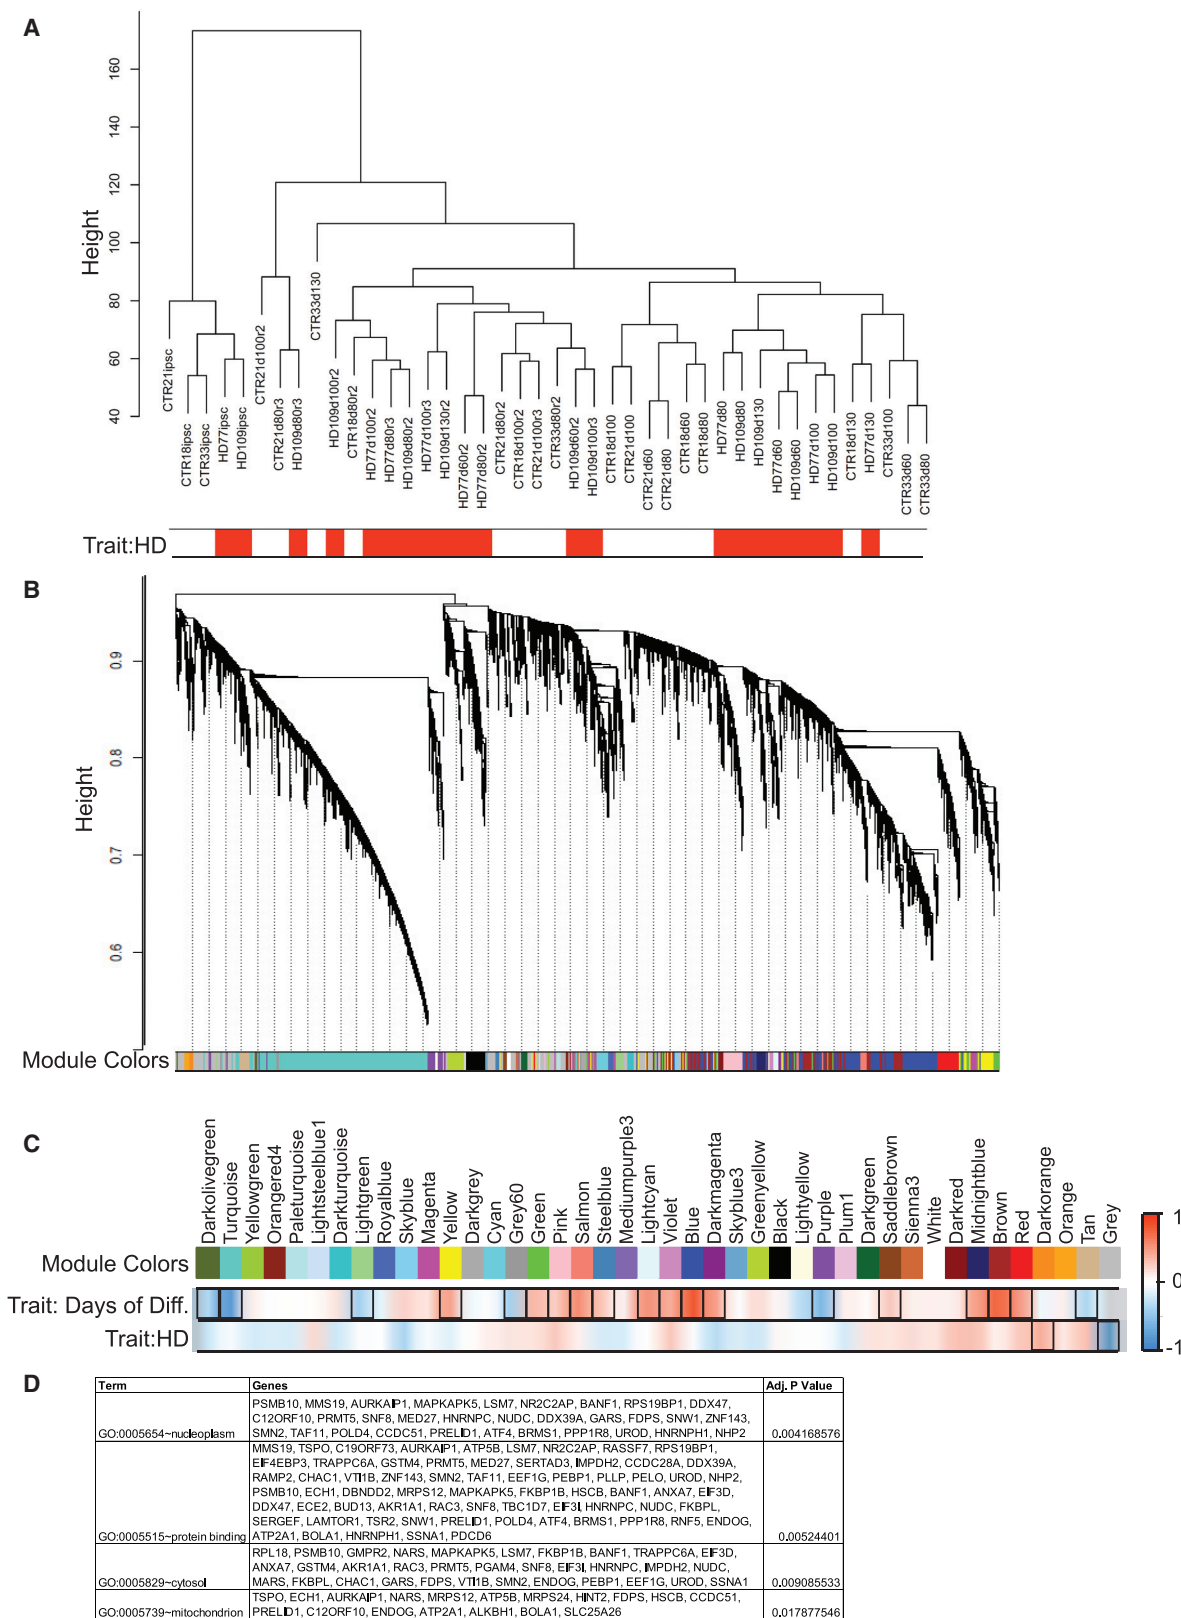 A
Height
160
140
120
100
80
60
40
CTR21ipsc
CTR18ipsc
CTR33ipsc
HD77ipsc
HD109ipsc
CTR21d100r2
CTR21d80r3
HD109d80r3
CTR33d130
HD109d100r2
CTR18d80r2
HD77d100r2
HD77d80r3
HD109d80r2
HD77d100r3
HD109d130r2
HD77d60r2
HD77d80r2
CTR21d80r2
CTR18d100r2
CTR21d100r3
CTR33d80r2
HD109d60r2
HD109d100r3
CTR18d100
CTR21d100
CTR21d60
CTR21d80
CTR18d60
CTR18d80
HD77d80
HD109d80
HD109d130
HD77d60
HD109d60
HD77d100
HD109d100
CTR18d130
HD77d130
CTR33d100
CTR33d60
CTR33d80
Trait:HD
B
Height
0.9
0.8
0.7
0.6
Module Colors
C
Darkolivegreen
Turquoise
Yellowgreen
Orangered4
Paleturquoise
Lightsteelblue1
Darkturquoise
Lightgreen
Royalblue
Skyblue
Magenta
Yellow
Darkgrey
Cyan
Grey60
Green
Pink
Salmon
Steelblue
Mediumpurple3
Lightcyan
Violet
Blue
Darkmagenta
Skyblue3
Greenyellow
Black
Lightyellow
Purple
Plum1
Darkgreen
Saddlebrown
Sienna3
White
Darkred
Midnightblue
Brown
Red
Darkorange
Orange
Tan
Grey
Module Colors
Trait: Days of Diff.
Trait:HD
1
0
-1
D
Term Genes Adj. P Value
PSMB10, MMS19, AURKAIP1, MAPKAPK5, LSM7, NR2C2AP, BANF1, RPS19BP1, DDX47,
C12ORF10, PRMT5, SNF8, MED27, HNRNPC, NUDC, DDX39A, GARS, FDPS, SNW1, ZNF143,
GO:0005654~nucleoplasm SMN2, TAF11, POLD4, CCDC51, PRELID1, ATF4, BRMS1, PPP1R8, UROD, HNRNPH1, NHP2 0.004168576
MMS19, TSPO, C19ORF73, AURKAIP1, ATP5B, LSM7, NR2C2AP, RASSF7, RPS19BP1,
EIF4EBP3, TRAPPC6A, GSTM4, PRMT5, MED27, SERTAD3, IMPDH2, CCDC28A, DDX39A,
RAMP2, CHAC1, VTI1B, ZNF143, SMN2, TAF11, EEF1G, PEBP1, PLLP, PELO, UROD, NHP2,
PSMB10, ECH1, DBNDD2, MRPS12, MAPKAPK5, FKBP1B, HSCB, BANF1, ANXA7, EIF3D,
DDX47, ECE2, BUD13, AKR1A1, RAC3, SNF8, TBC1D7, EIF3I, HNRNPC, NUDC, FKBPL,
SERGEF, LAMTOR1, TSR2, SNW1, PRELID1, POLD4, ATF4, BRMS1, PPP1R8, RNF5, ENDOG,
GO:0005515~protein binding ATP2A1, BOLA1, HNRNPH1, SSNA1, PDCD6 0.00524401
RPL18, PSMB10, GMPR2, NARS, MAPKAPK5, LSM7, FKBP1B, BANF1, TRAPPC6A, EIF3D,
ANXA7, GSTM4, AKR1A1, RAC3, PRMT5, PGAM4, SNF8, EIF3I, HNRNPC, IMPDH2, NUDC,
GO:0005829~cytosol MARS, FKBPL, CHAC1, GARS, FDPS, VTI1B, SMN2, ENDOG, PEBP1, EEF1G, UROD, SSNA1 0.009085533
TSPO, ECH1, AURKAIP1, NARS, MRPS12, ATP5B, MRPS24, HINT2, FDPS, HSCB, CCDC51,
GO:0005739~mitochondrion PRELID1, C12ORF10, ENDOG, ATP2A1, ALKBH1, BOLA1, SLC25A26 0.017877546